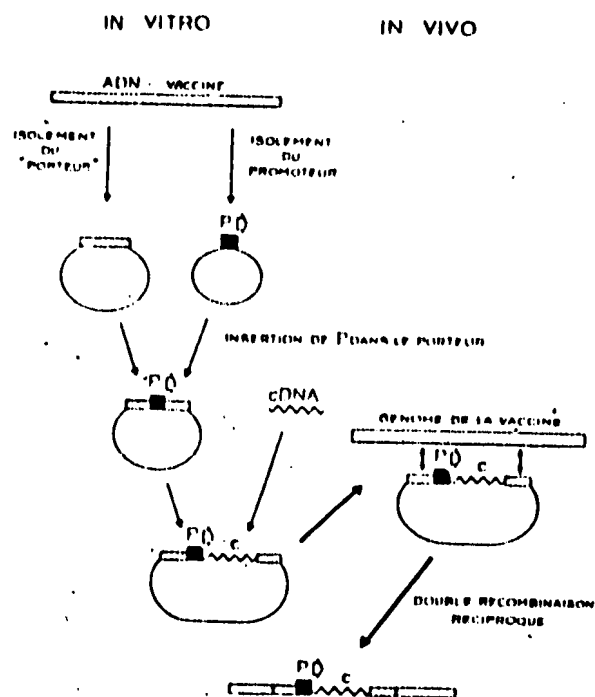 IN VITRO
IN VIVO
ADN - VACCINE
ISOLEMENT
DU
"PORTEUR"
ISOLEMENT
DU
PROMOTEUR
P
P
INSERTION DE P DANS LE PORTEUR
P
cDNA
GENOME DE LA VACCINE
P c
P c
DOUBLE RECOMBINAISON
RECIPROQUE
P c